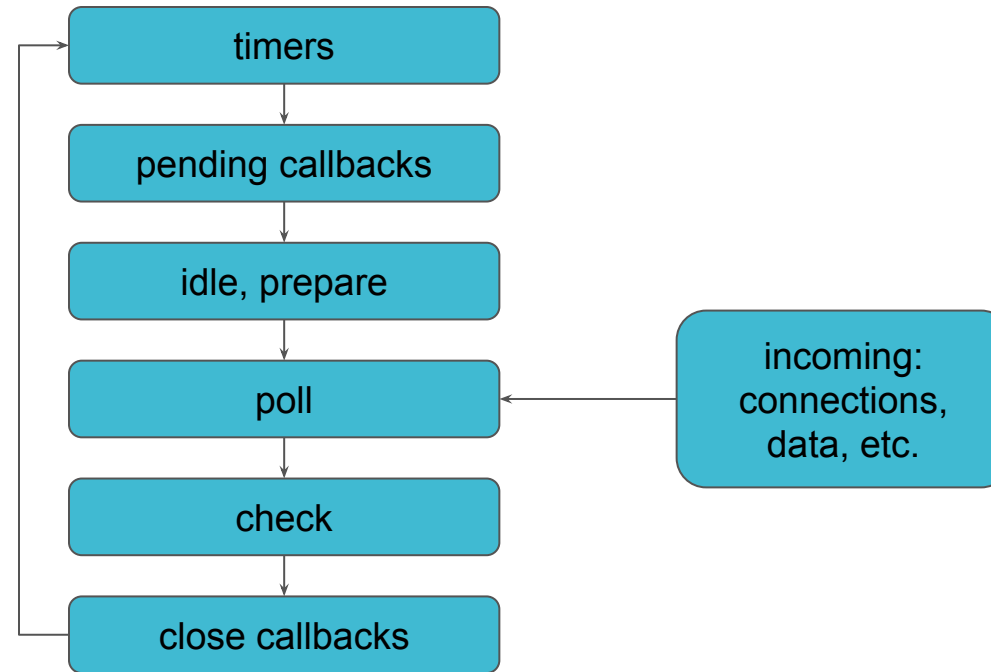 timers
pending callbacks
idle, prepare
poll
incoming:
connections,
data, etc.
check
close callbacks